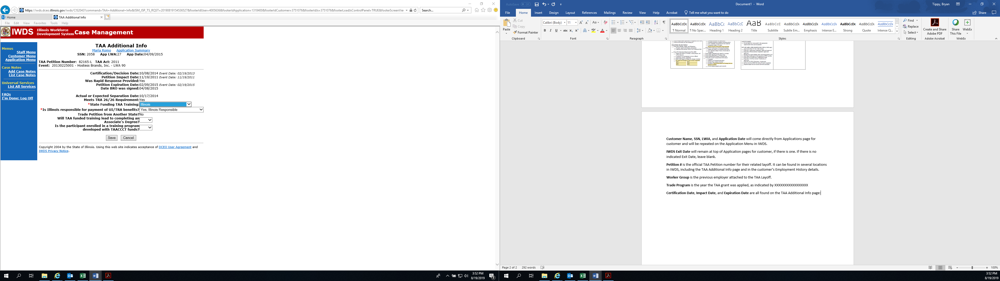 https://iwds.dceo.illinois.gov/iwds/CIS2043?command=TAA+Additional+Info&ISM_JSP_TS_RQST=20190819154536527&footerIdUser=4005636&footerIdApplication=1318400&footerIdCustomer=3751076&footerIdJs=3751076&footerLoadJsControlPanel=TRUE&footerScreenVie
Search...
Home
TAA Additional Info
File Edit View Favorites Tools Help
IWDS Illinois Workforce Development System Case Management
Menus
Staff Menu
Customer Menu
Application Menu
Case Notes
Add Case Notes
List Case Notes
Universal Services
List All Services
FAQs
I'm Done: Log Off
TAA Additional Info
Maria Romo Application Summary
SSN: 2058 App LWA:27 App Date:04/09/2015
TAA Petition Number: 82165-L TAA Act: 2011
Event: 20130225001 - Hostess Brands, Inc. - LWA 90
Certification/Decision Date:10/08/2014 Event Date: 02/19/2013
Petition Impact Date:11/19/2011 Event Date: 11/19/2011
Was Rapid Response Provided:Yes
Petition Expiration Date:02/09/2015 Event Date: 02/19/2015
Date BRO was signed:04/08/2015
Actual or Expected Separation Date:10/17/2014
Meets TRA 26/26 Requirement:Yes
*State Funding TAA Training: Illinois
*Is Illinois responsible for payment of UI/TRA benefits? Yes, Illinois Responsible
Trade Petition from Another State?No
Will TAA funded training lead to completing an
Associate's Degree?
Is the participant enrolled in a training program
developed with TAACCCT funds?
Save Cancel
Copyright 2004 by the State of Illinois. Using this web site indicates acceptance of DCEO User Agreement and
IWDS Privacy Notice.
3:52 PM
8/19/2019
3
AutoSave Off
Document1 - Word
Tippy, Bryan
File Home Insert Design Layout References Mailings Review View Help Acrobat Tell me what you want to do
Share
Paste
Cut
Copy
Format Painter
Clipboard
Calibri (Body) 11
Font
Paragraph
AaBbCcDc AaBbCcDc AaBbCc AaBbCcD AaB AaBbCcC AaBbCcDc AaBbCcDc AaBbCcDc AaBbCcDc AaBbCcDc AaBbCcDc
¶ Normal ¶ No Spac... Heading 1 Heading 2 Title Subtitle Subtle Em... Emphasis Intense E... Strong Quote Intense Q...
Styles
Find
Replace
Select
Editing
Create and Share
Adobe PDF
Adobe Acrobat
Share
This File
WebEx
WebEx
Customer Name, SSN, LWIA, and Application Date will come directly from Applications page for
customer and will be repeated on the Application Menu in IWDS.
IWDS Exit Date will remain at top of Application pages for customer, if there is one. If there is no
indicated Exit Date, leave blank.
Petition # is the official TAA Petition number for their related layoff. It can be found in several locations
in IWDS, including the TAA Additional Info page and in the customer's Employment History details.
Worker Group is the previous employer attached to the TAA Layoff.
Trade Program is the year the TAA grant was applied, as indicated by XXXXXXXXXXXXXXXXX
Certification Date, Impact Date, and Expiration Date are all found on the TAA Additional Info page:
Page 2 of 2 292 words
100%
3:52 PM
8/19/2019